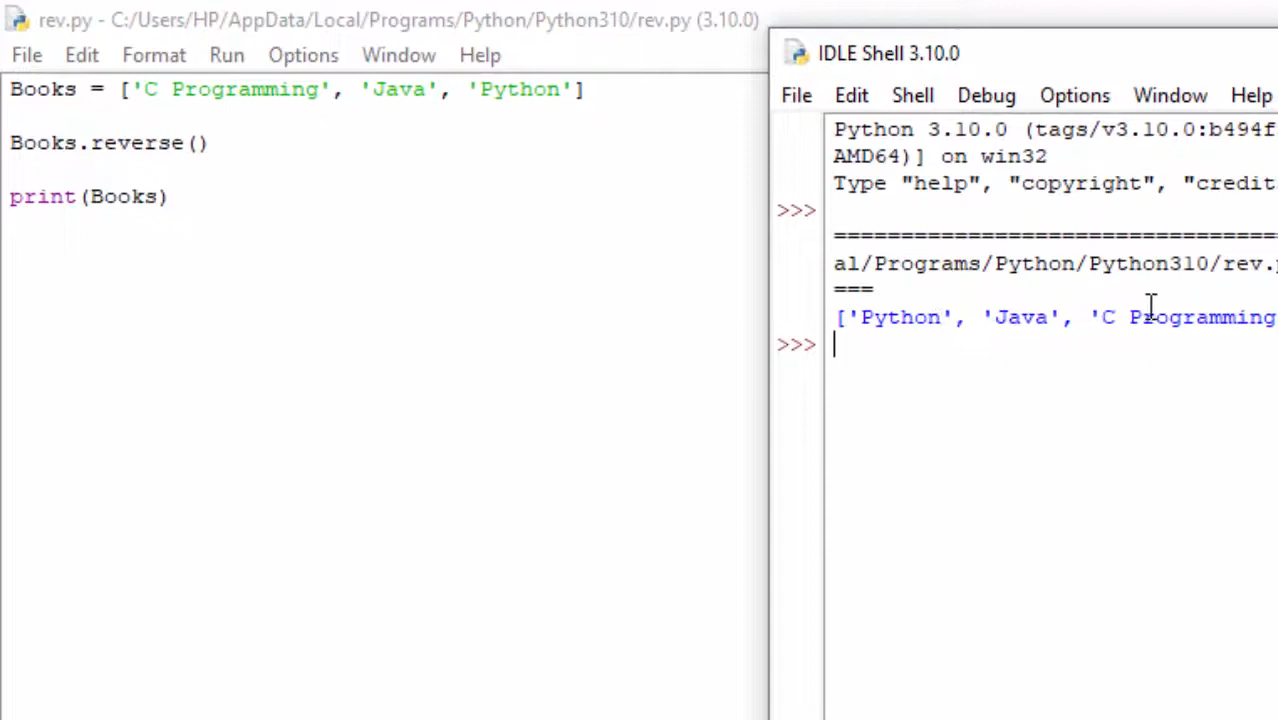 rev.py - C:/Users/HP/AppData/Local/Programs/Python/Python310/rev.py (3.10.0)
File Edit Format Run Options Window Help
Books = ['C Programming', 'Java', 'Python']
Books.reverse()
print(Books)
IDLE Shell 3.10.0
File Edit Shell Debug Options Window Help
Python 3.10.0 (tags/v3.10.0:b494f
AMD64)] on win32
Type "help", "copyright", "credit
>>>
=================================
al/Programs/Python/Python310/rev.p
===
['Python', 'Java', 'C Programming
>>>